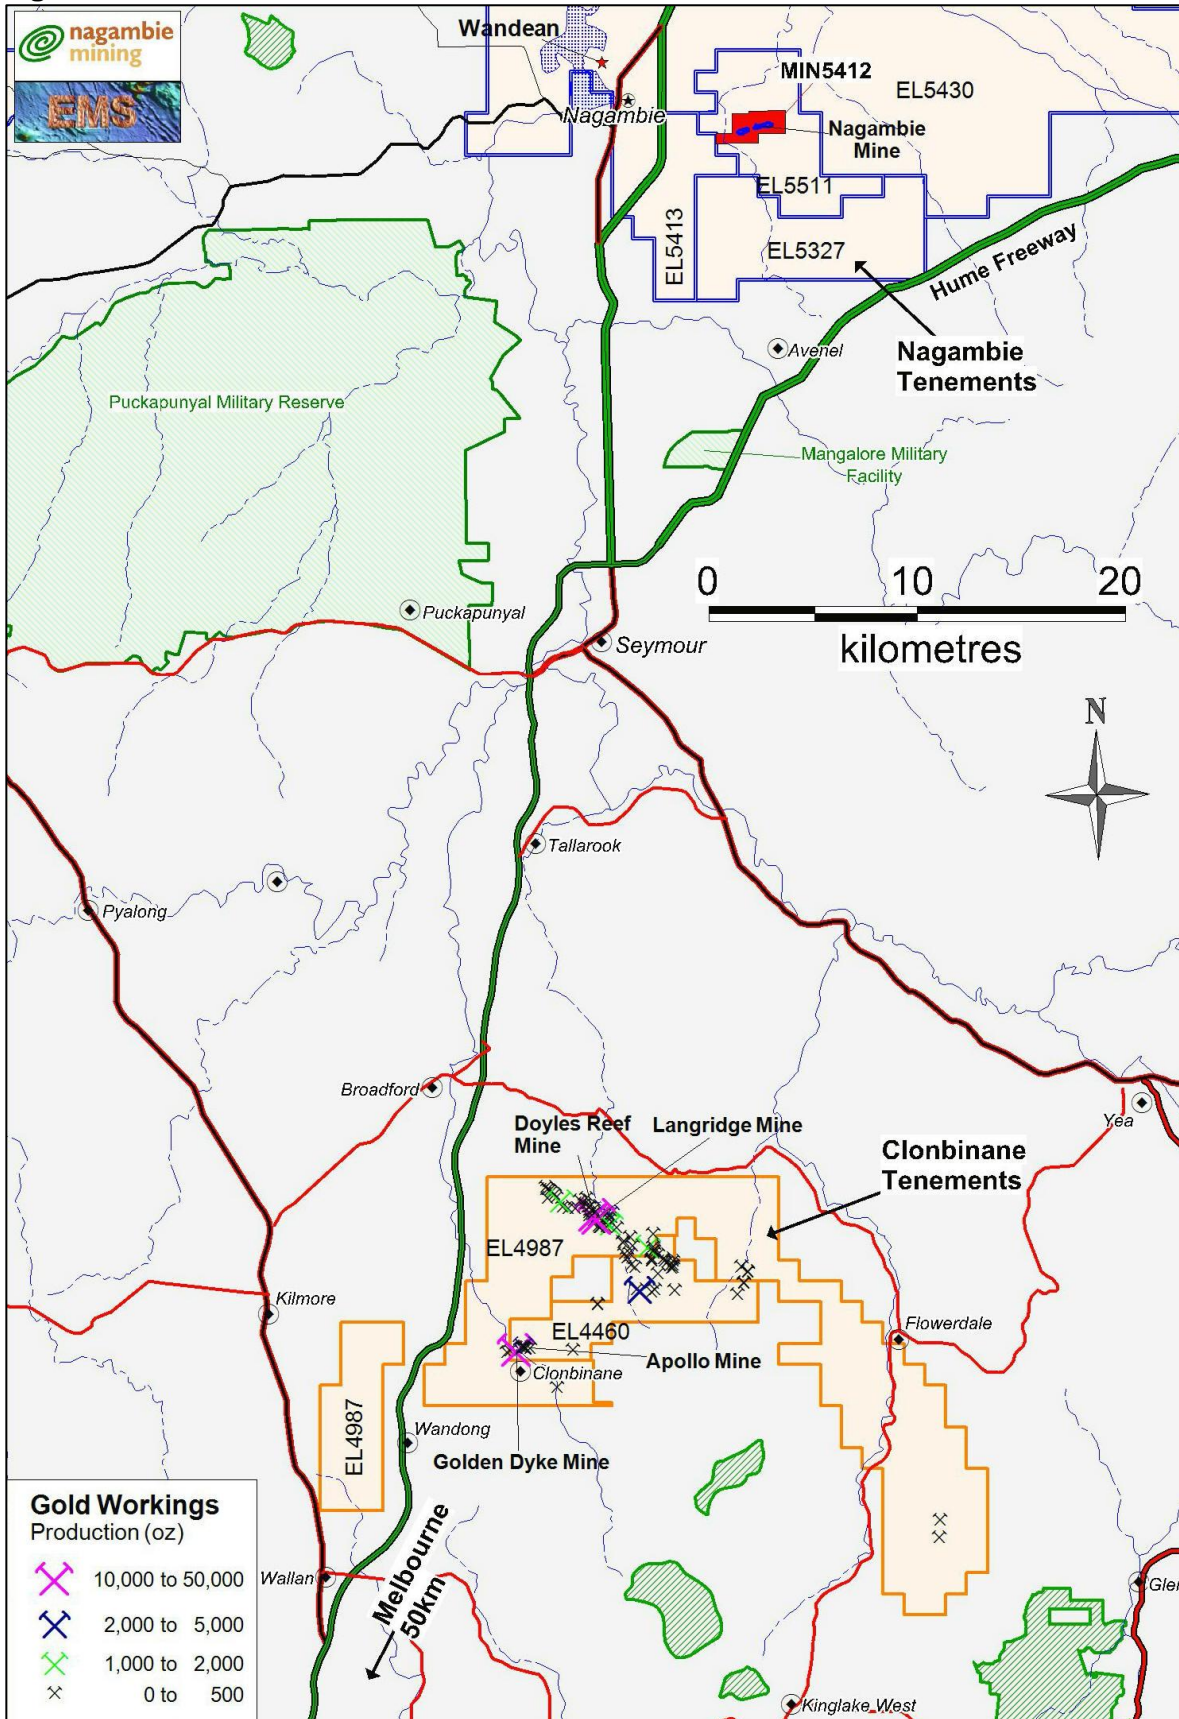 nagambie
mining
EMS
Wandean
Nagambie
MIN5412
EL5430
Nagambie
Mine
EL5511
EL5413
EL5327
Hume Freeway
Avenel
Nagambie
Tenements
Puckapunyal Military Reserve
Mangalore Military
Facility
0 10 20
kilometres
Puckapunyal
Seymour
N
Tallarook
Pyalong
Broadford
Yea
Doyles Reef
Mine
Langridge Mine
Clonbinane
Tenements
EL4987
Kilmore
EL4460
Flowerdale
Apollo Mine
Clonbinane
EL4987
Wandong
Golden Dyke Mine
Melbourne
50km
Wallan
Glen
Kinglake West
Gold Workings
Production (oz)
10,000 to 50,000
2,000 to 5,000
1,000 to 2,000
0 to 500